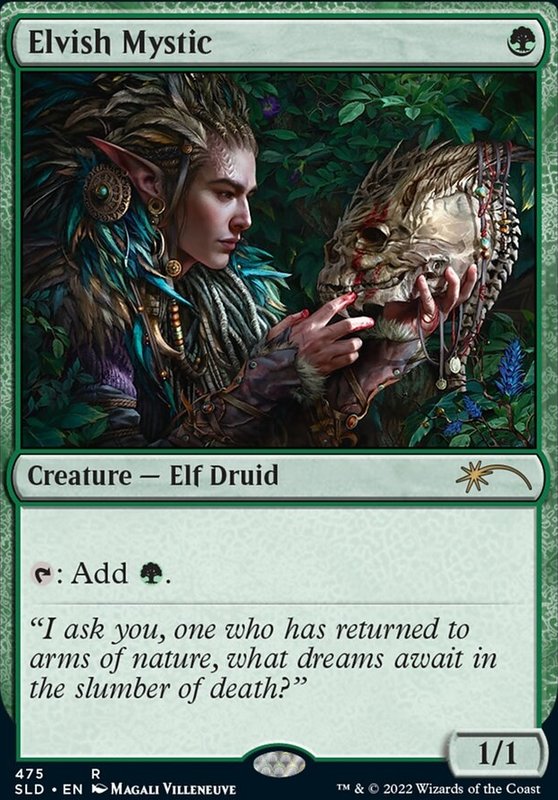 Elvish Mystic
Creature — Elf Druid
: Add .
“I ask you, one who has returned to
arms of nature, what dreams await in
the slumber of death?”
1/1
475 R
SLD • EN Magali Villeneuve
™ & © 2022 Wizards of the Coast